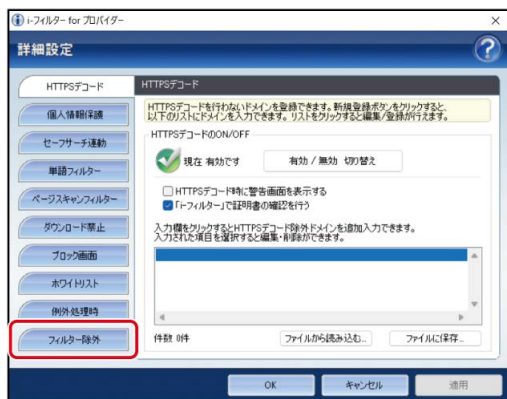 i-フィルター for プロバイダー
詳細設定
HTTPSデコード
個人情報保護
セーフサーチ連動
単語フィルター
ページスキャンフィルター
ダウンロード禁止
ブロック画面
ホワイトリスト
例外処理時
フィルター除外
HTTPSデコード
HTTPSデコードを行わないドメインを登録できます。新規登録ボタンをクリックすると、
以下のリストにドメインを入力できます。リストをクリックすると編集/登録が行えます。
HTTPSデコードのON/OFF
現在 有効です
有効 / 無効 切り替え
HTTPSデコード時に警告画面を表示する
「i-フィルター」で証明書の確認を行う
入力欄をクリックするとHTTPSデコード除外ドメインを追加入力できます。
入力された項目を選択すると編集・削除ができます。
件数 0件
ファイルから読み込む...
ファイルに保存...
OK
キャンセル
適用